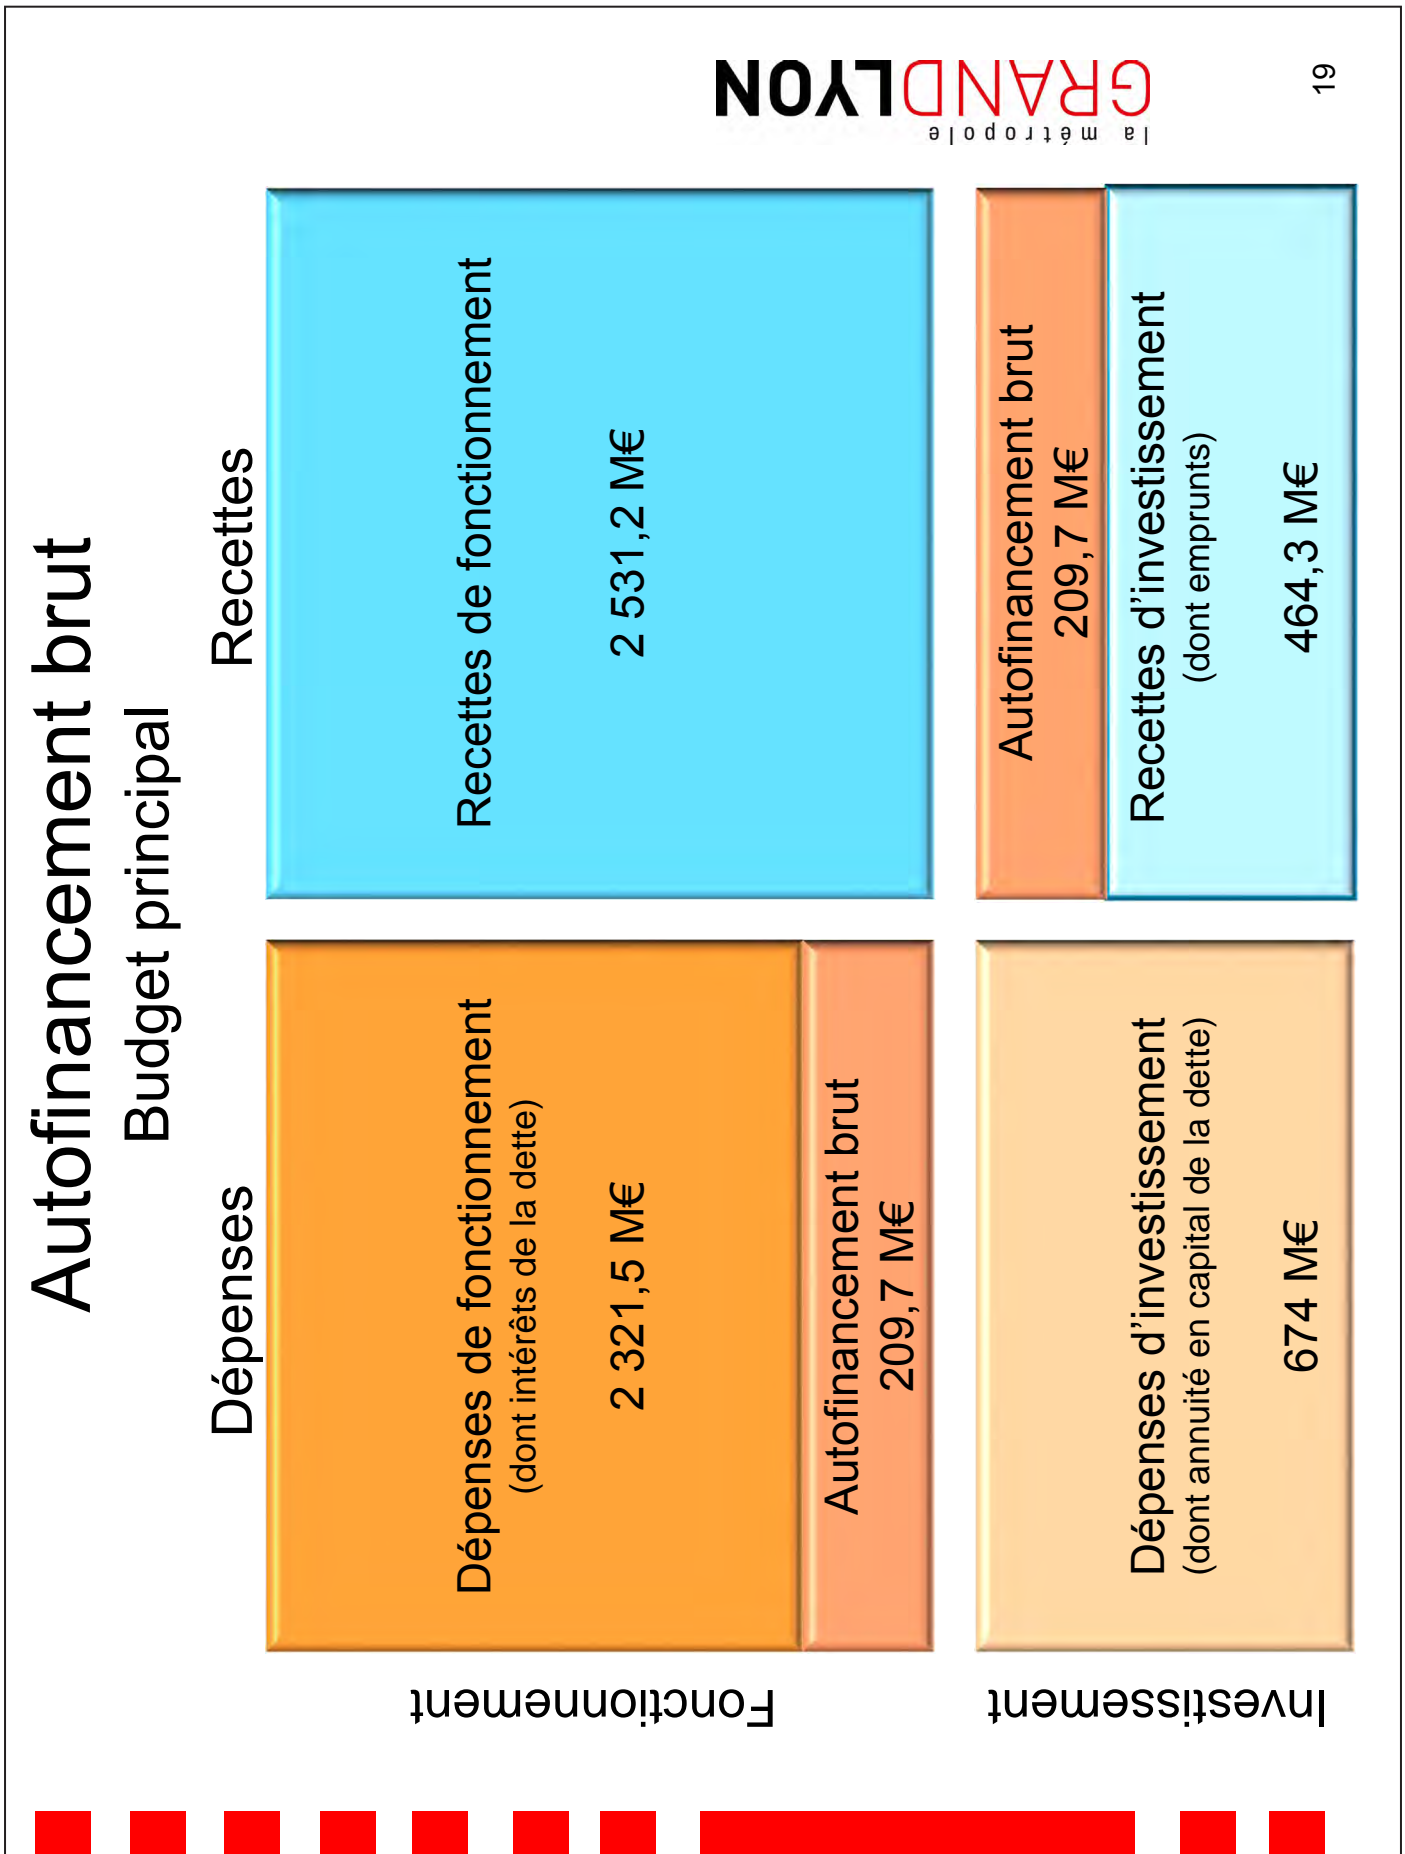 Autofinancement brut
Budget principal
Dépenses
Recettes
Fonctionnement
Dépenses de fonctionnement
(dont intérêts de la dette)
2 321,5 M€
Autofinancement brut
209,7 M€
Recettes de fonctionnement
2 531,2 M€
Investissement
Dépenses d’investissement
(dont annuité en capital de la dette)
674 M€
Autofinancement brut
209,7 M€
Recettes d’investissement
(dont emprunts)
464,3 M€
la métropole
GRANDLYON
19